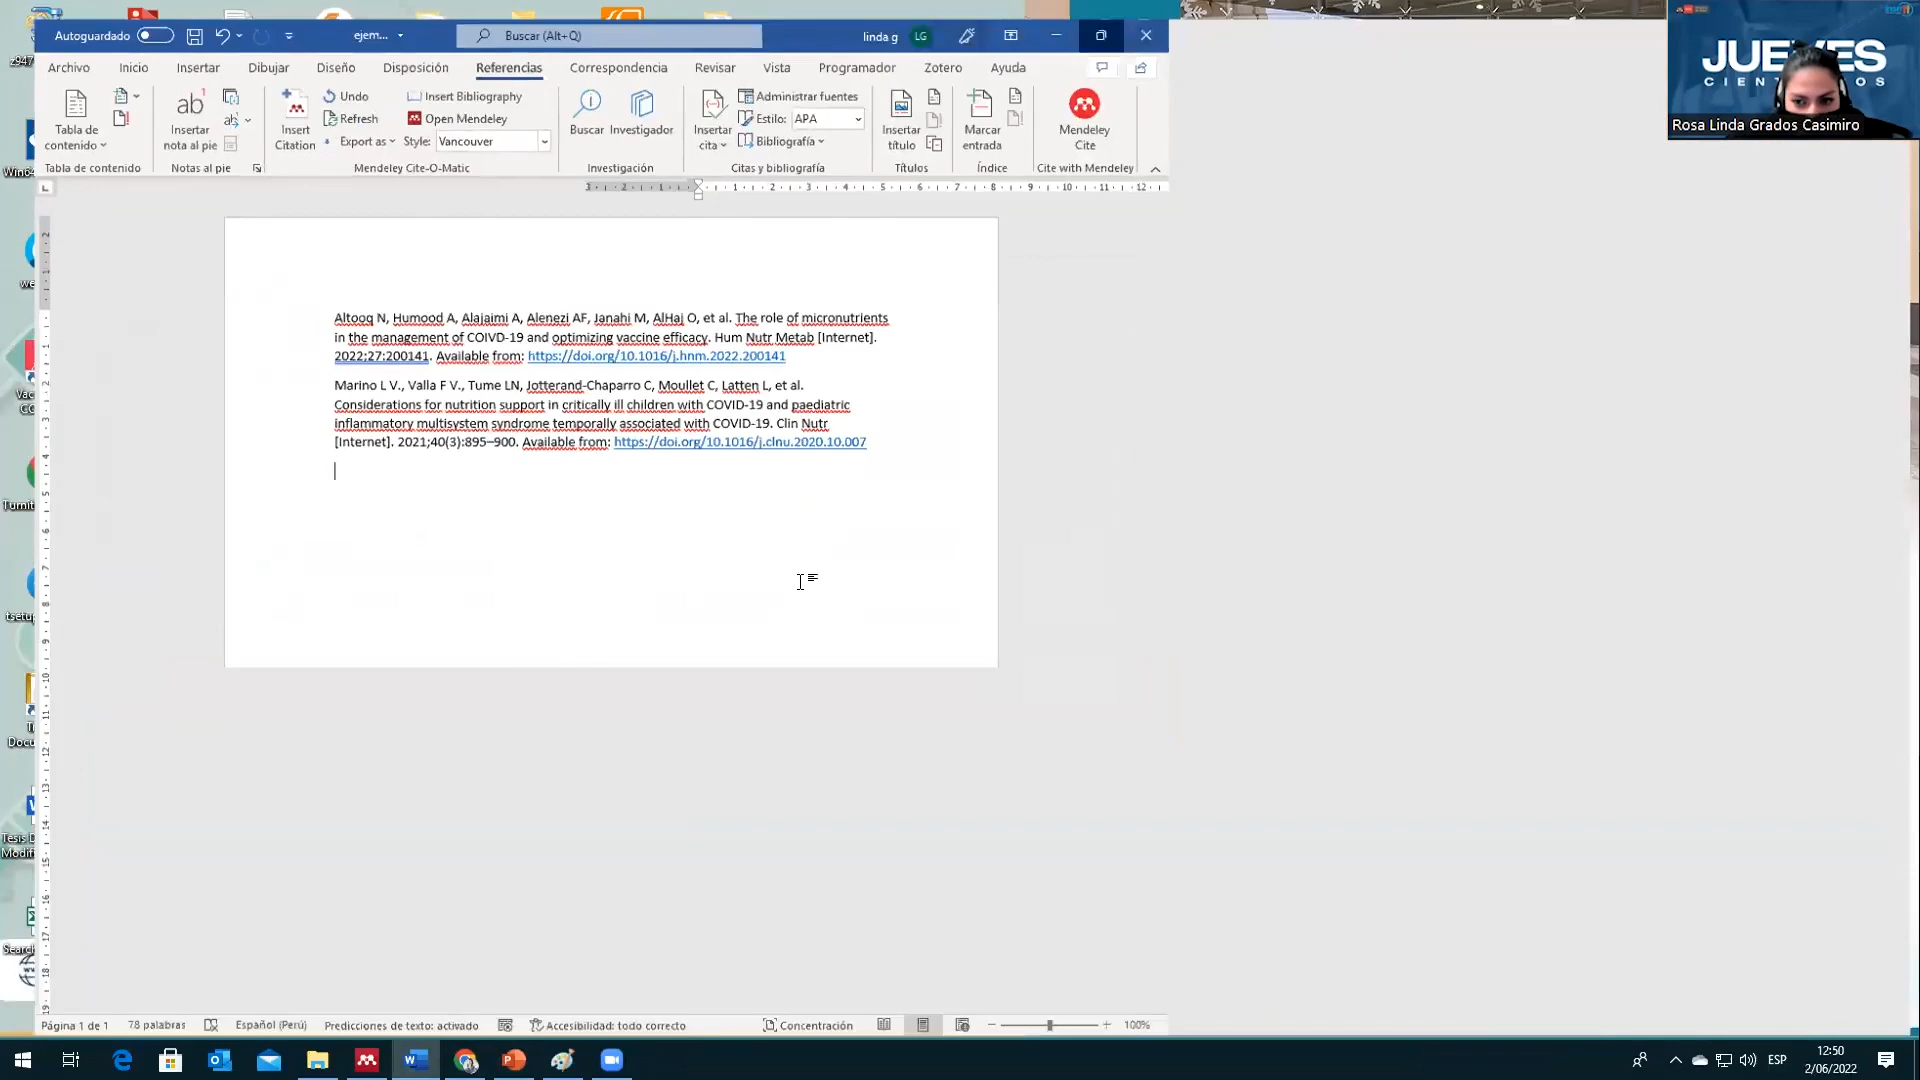 Autoguardado
ejem...
Buscar (Alt+Q)
linda g
LG
Archivo Inicio Insertar Dibujar Diseño Disposición Referencias Correspondencia Revisar Vista Programador Zotero Ayuda
Tabla de contenido
Insertar nota al pie
Insert Citation
Undo
Refresh
Export as
Insert Bibliography
Open Mendeley
Style: Vancouver
Buscar
Investigador
Insertar cita
Administrar fuentes
Estilo: APA
Bibliografía
Insertar título
Marcar entrada
Mendeley Cite
Tabla de contenido
Notas al pie
Mendeley Cite-O-Matic
Investigación
Citas y bibliografía
Títulos
Índice
Cite with Mendeley
Altooq N, Humood A, Alajaimi A, Alenezi AF, Janahi M, AlHaj O, et al. The role of micronutrients
in the management of COIVD-19 and optimizing vaccine efficacy. Hum Nutr Metab [Internet].
2022;27:200141. Available from: https://doi.org/10.1016/j.hnm.2022.200141
Marino L V., Valla F V., Tume LN, Jotterand-Chaparro C, Moullet C, Latten L, et al.
Considerations for nutrition support in critically ill children with COVID-19 and paediatric
inflammatory multisystem syndrome temporally associated with COVID-19. Clin Nutr
[Internet]. 2021;40(3):895–900. Available from: https://doi.org/10.1016/j.clnu.2020.10.007
Página 1 de 1
78 palabras
Español (Perú)
Predicciones de texto: activado
Accesibilidad: todo correcto
Concentración
100%
Rosa Linda Grados Casimiro
ESP
12:50
2/06/2022